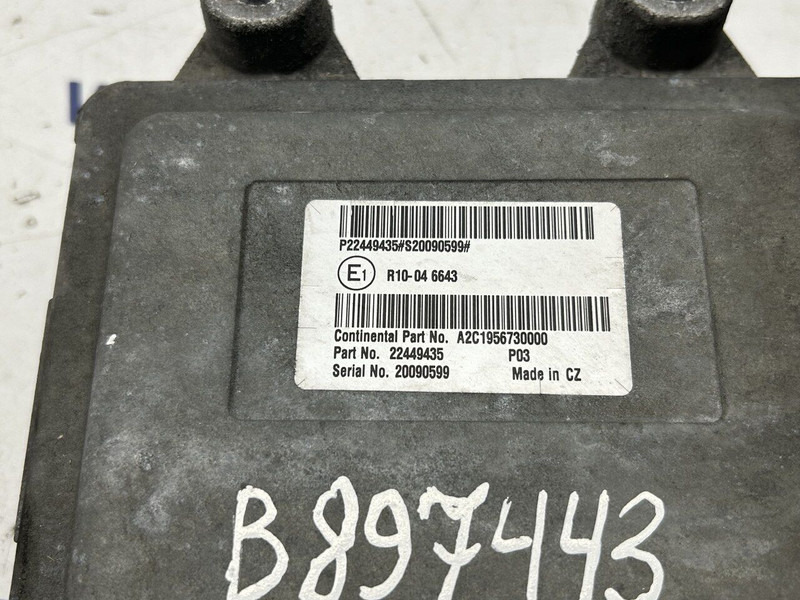 P22449435#S20090599#
E1 R10-04 6643
Continental Part No. A2C1956730000
Part No. 22449435 P03
Serial No. 20090599 Made in CZ
B897443